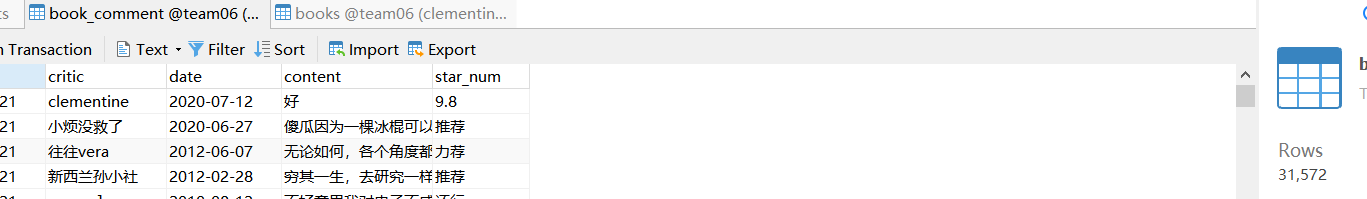 ts book_comment @team06 (... books @team06 (clementin...
n Transaction Text Filter Sort Import Export
critic date content star_num
21 clementine 2020-07-12 好 9.8
21 小烦没救了 2020-06-27 傻瓜因为一棵冰棍可以 推荐
21 往往vera 2012-06-07 无论如何，各个角度都 力荐
21 新西兰孙小社 2012-02-28 穷其一生，去研究一样 推荐
Rows
31,572